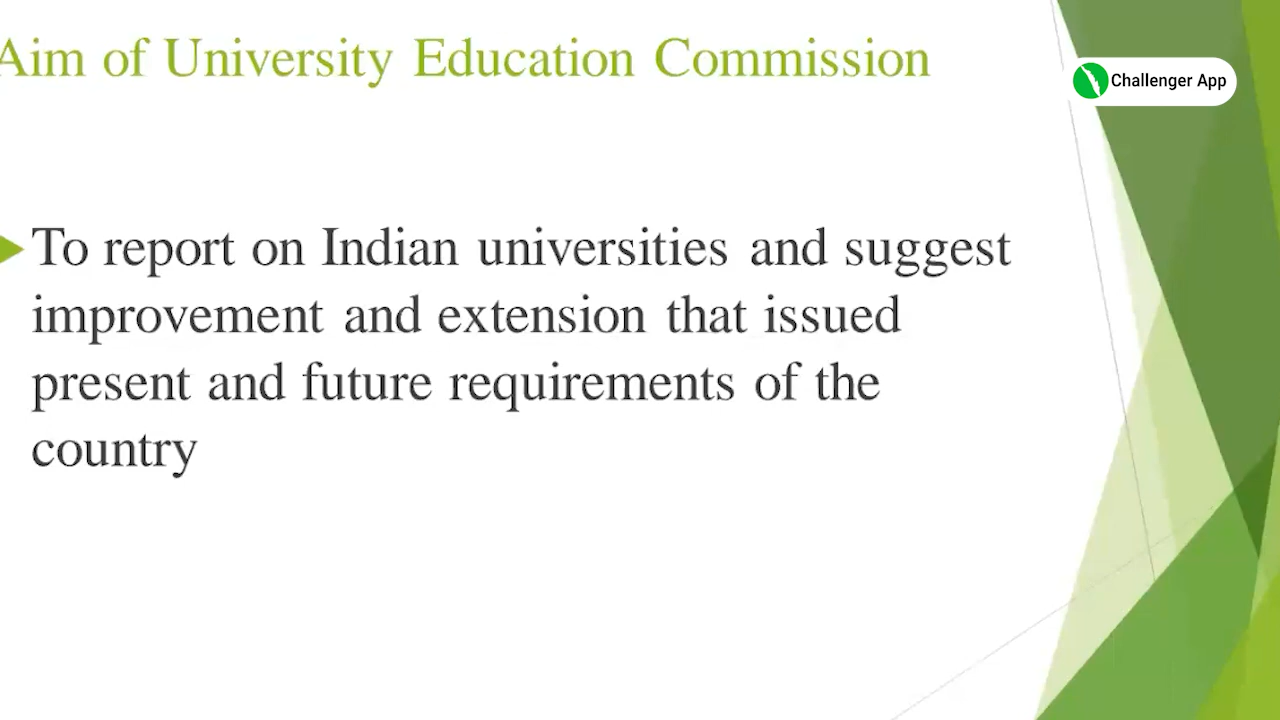 Aim of University Education Commission
Challenger App
To report on Indian universities and suggest
improvement and extension that issued
present and future requirements of the
country